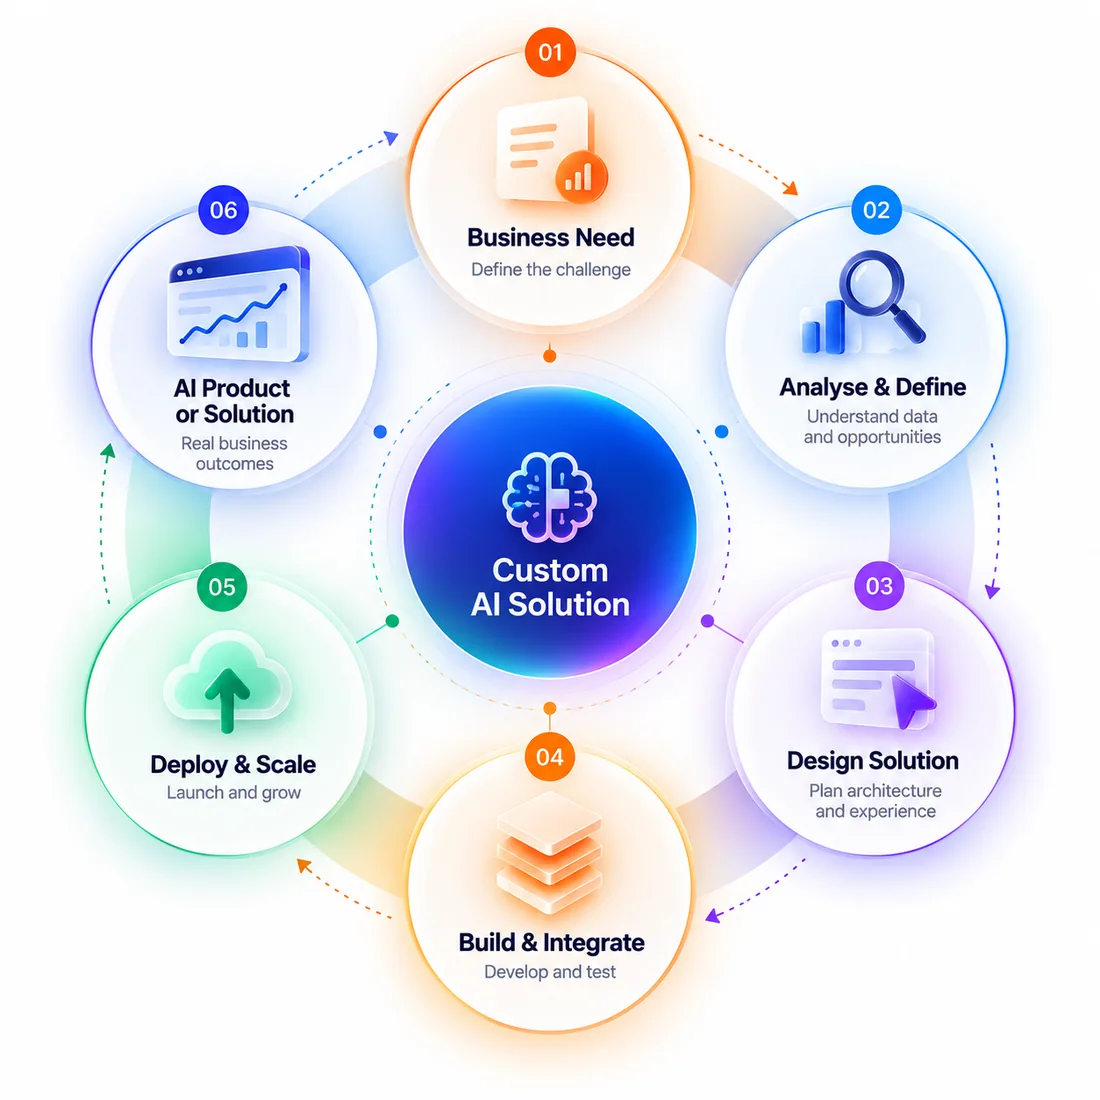 01
Business Need
Define the challenge
02
Analyse & Define
Understand data
and opportunities
03
Design Solution
Plan architecture
and experience
04
Build & Integrate
Develop and test
05
Deploy & Scale
Launch and grow
06
AI Product
or Solution
Real business
outcomes
Custom
AI Solution